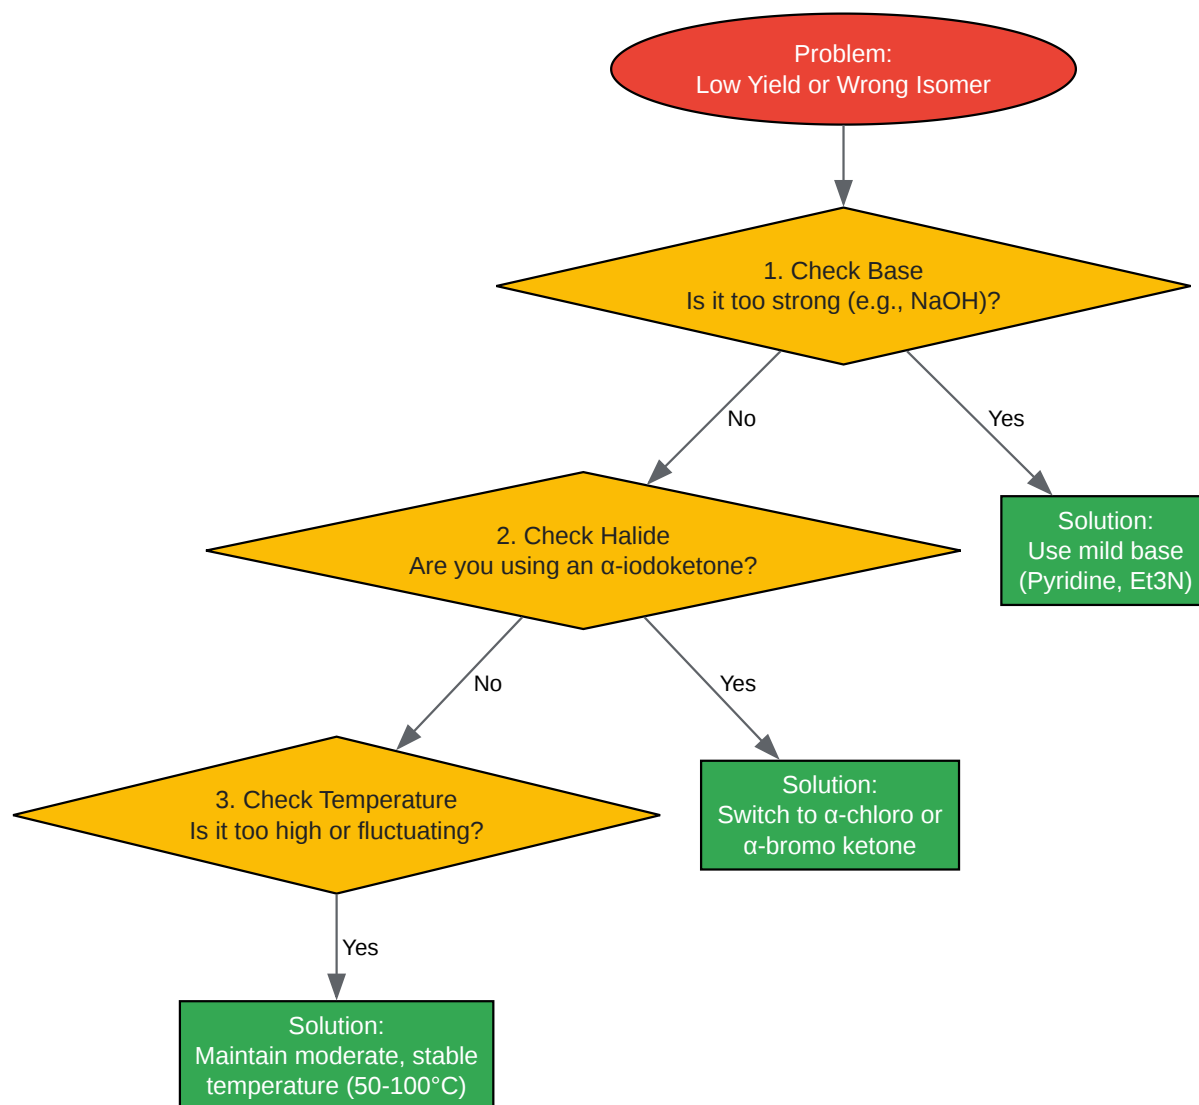 Problem:
Low Yield or Wrong Isomer
1. Check Base
Is it too strong (e.g., NaOH)?
No
Yes
2. Check Halide
Are you using an α-iodoketone?
Solution:
Use mild base
(Pyridine, Et3N)
No
Yes
3. Check Temperature
Is it too high or fluctuating?
Solution:
Switch to α-chloro or
α-bromo ketone
Yes
Solution:
Maintain moderate, stable
temperature (50-100°C)